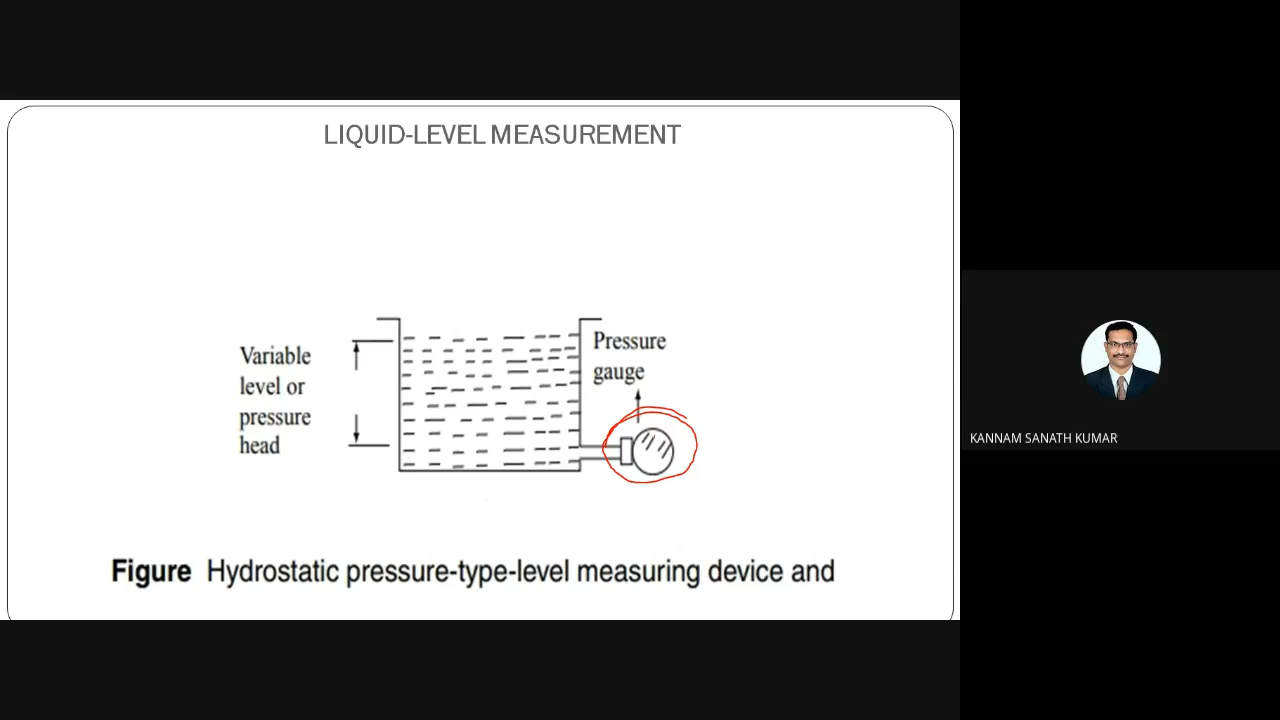 LIQUID-LEVEL MEASUREMENT
Variable
level or
pressure
head
Pressure
gauge
Figure Hydrostatic pressure-type-level measuring device and
KANNAM SANATH KUMAR